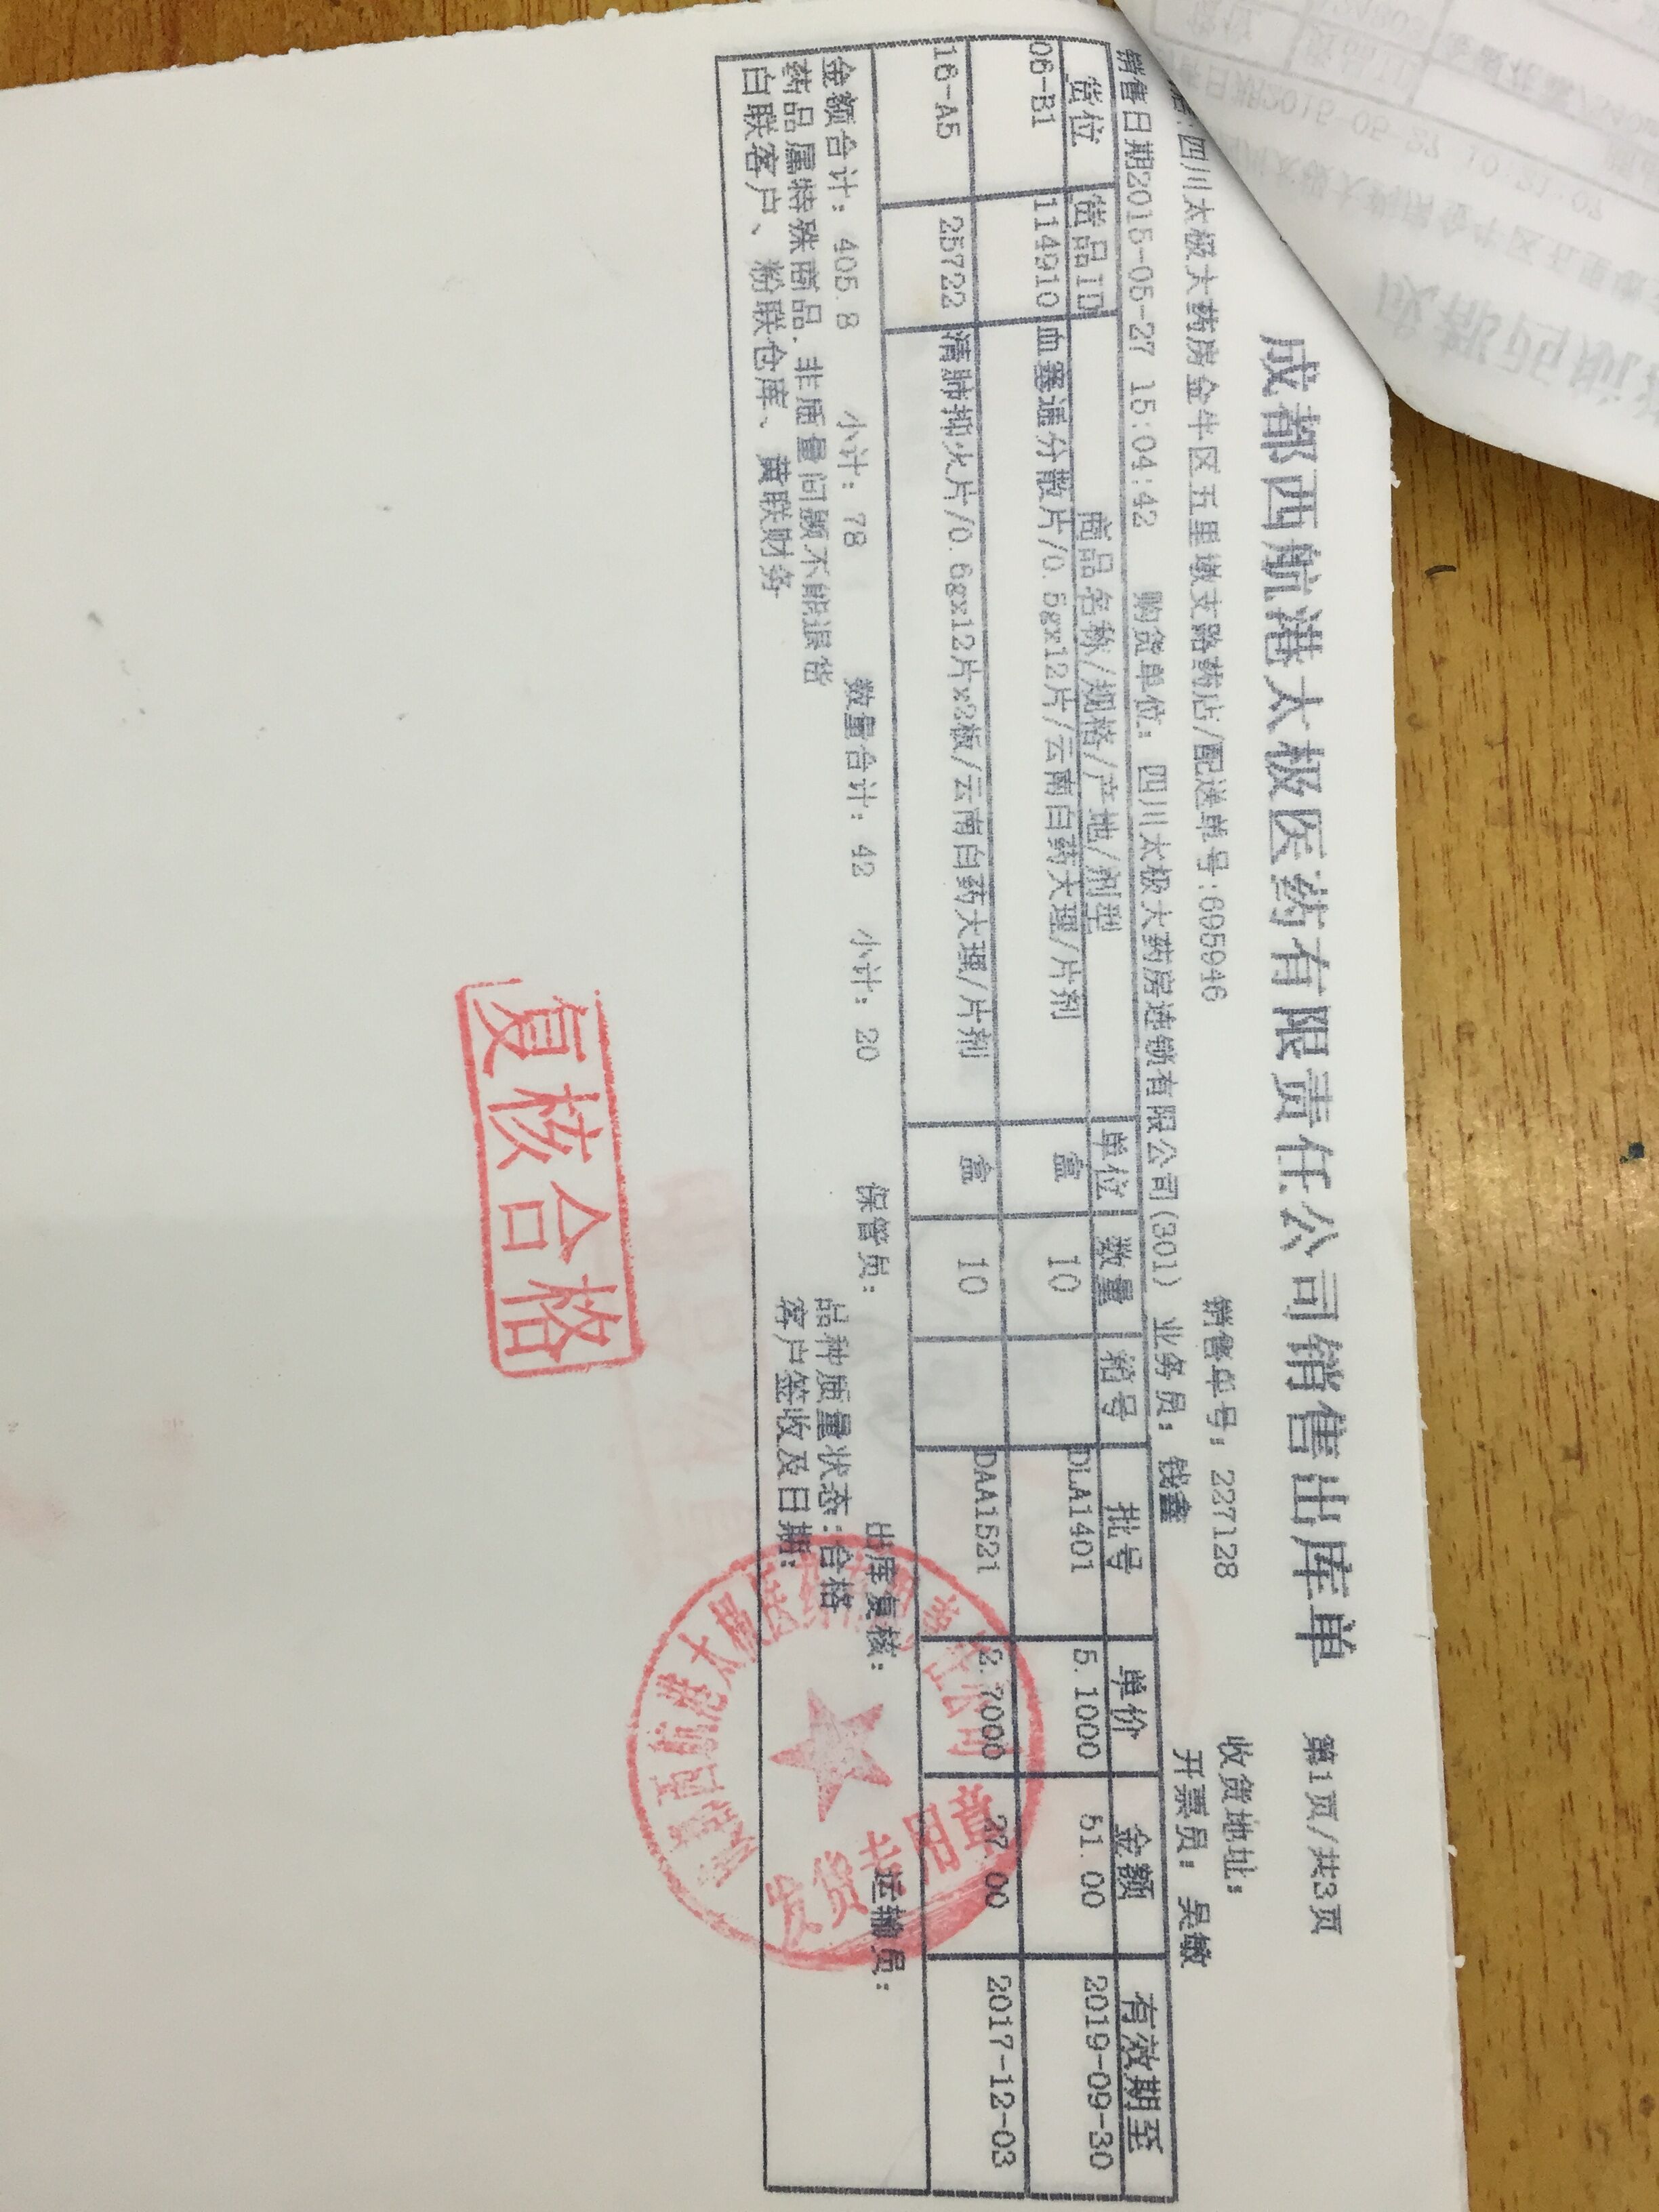 成都西航港太极医药有限责任公司销售出库单 第1页/共3页
四川太极大药房金牛区五里墩支路药店/配送单号:695946 销售单号: 227128 收货地址:
销售日期2015-05-27 15:04:42 购货单位: 四川太极大药房连锁有限公司(301) 业务员: 钱鑫 开票员: 吴敏
货位 货品ID 商品名称/规格/产地/剂型 单位 数量 箱号 批号 单价 金额 有效期至
06-B1 114910 血塞通分散片/0.5gx12片/云南白药大理/片剂 盒 10 DLA1401 5.1000 51.00 2019-09-30
16-A5 25722 清肺抑火片/0.6gx12片x2板/云南白药大理/片剂 盒 10 DAA1521 2.7000 27.00 2017-12-03
金额合计: 405.8 小计: 78 数量合计: 42 小计: 20 保管员: 出库复核: 运输员:
药品属特殊商品,非质量问题不能退货 品种质量状态:合格
白联客户、粉联仓库、黄联财务 客户签收及日期:
发货专用章
复核合格